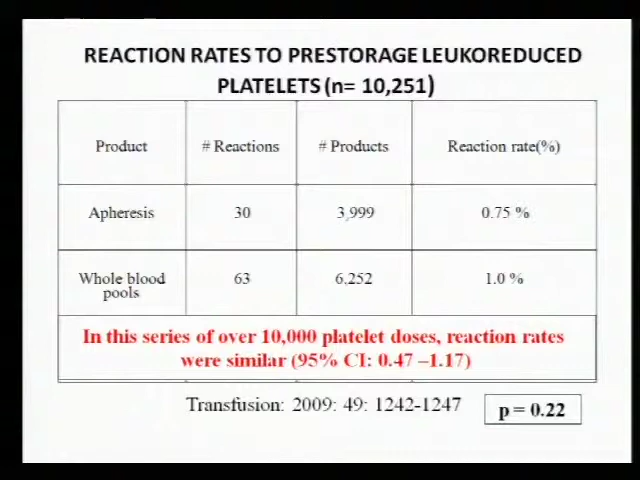 REACTION RATES TO PRESTORAGE LEUKOREDUCED
PLATELETS (n= 10,251)
Product # Reactions # Products Reaction rate(%)
Apheresis 30 3,999 0.75 %
Whole blood pools 63 6,252 1.0 %
In this series of over 10,000 platelet doses, reaction rates
were similar (95% CI: 0.47 –1.17)
Transfusion: 2009: 49: 1242-1247
p = 0.22